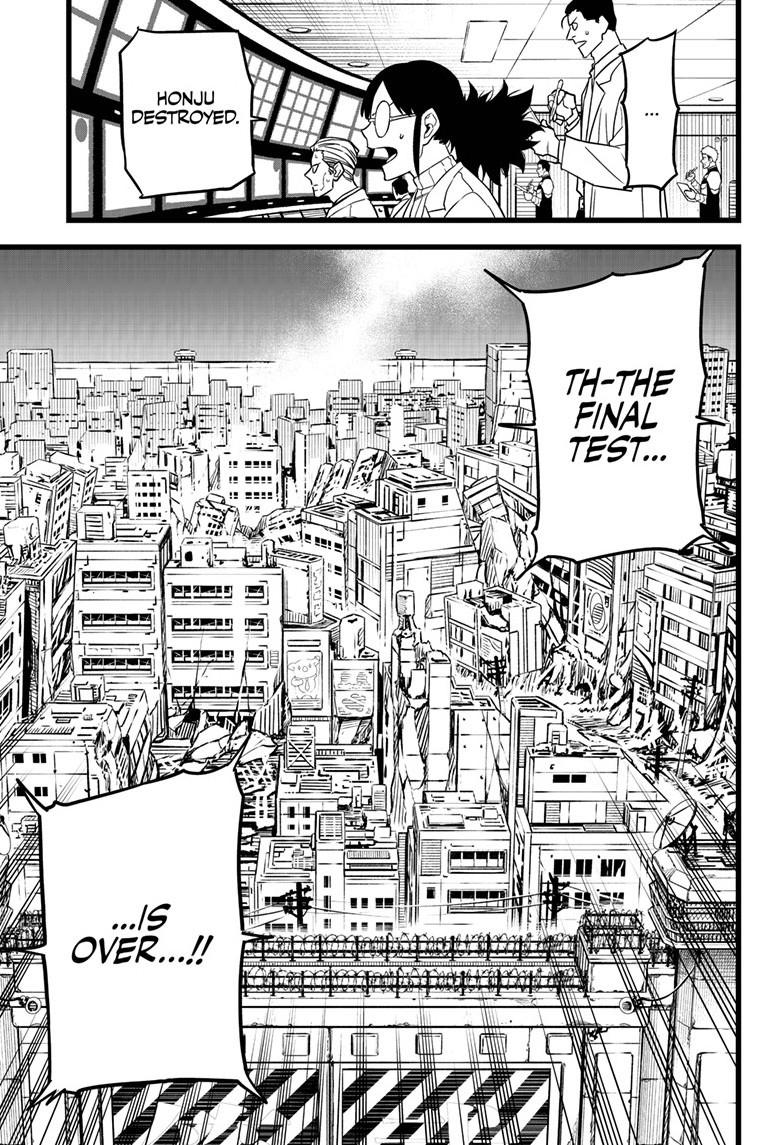 ...
HONJU
DESTROYED.
TH-THE
FINAL
TEST...
...IS
OVER...!!